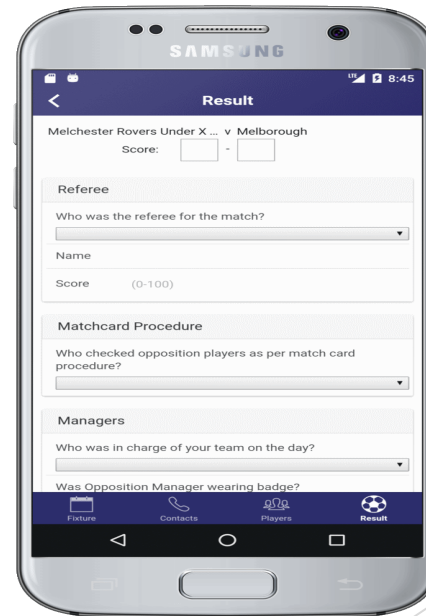 SAMSUNG
LTE 8:45
Result
Melchester Rovers Under X ... v Melborough
Score: -
Referee
Who was the referee for the match?
Name
Score (0-100)
Matchcard Procedure
Who checked opposition players as per match card
procedure?
Managers
Who was in charge of your team on the day?
Was Opposition Manager wearing badge?
Fixture Contacts Players Result